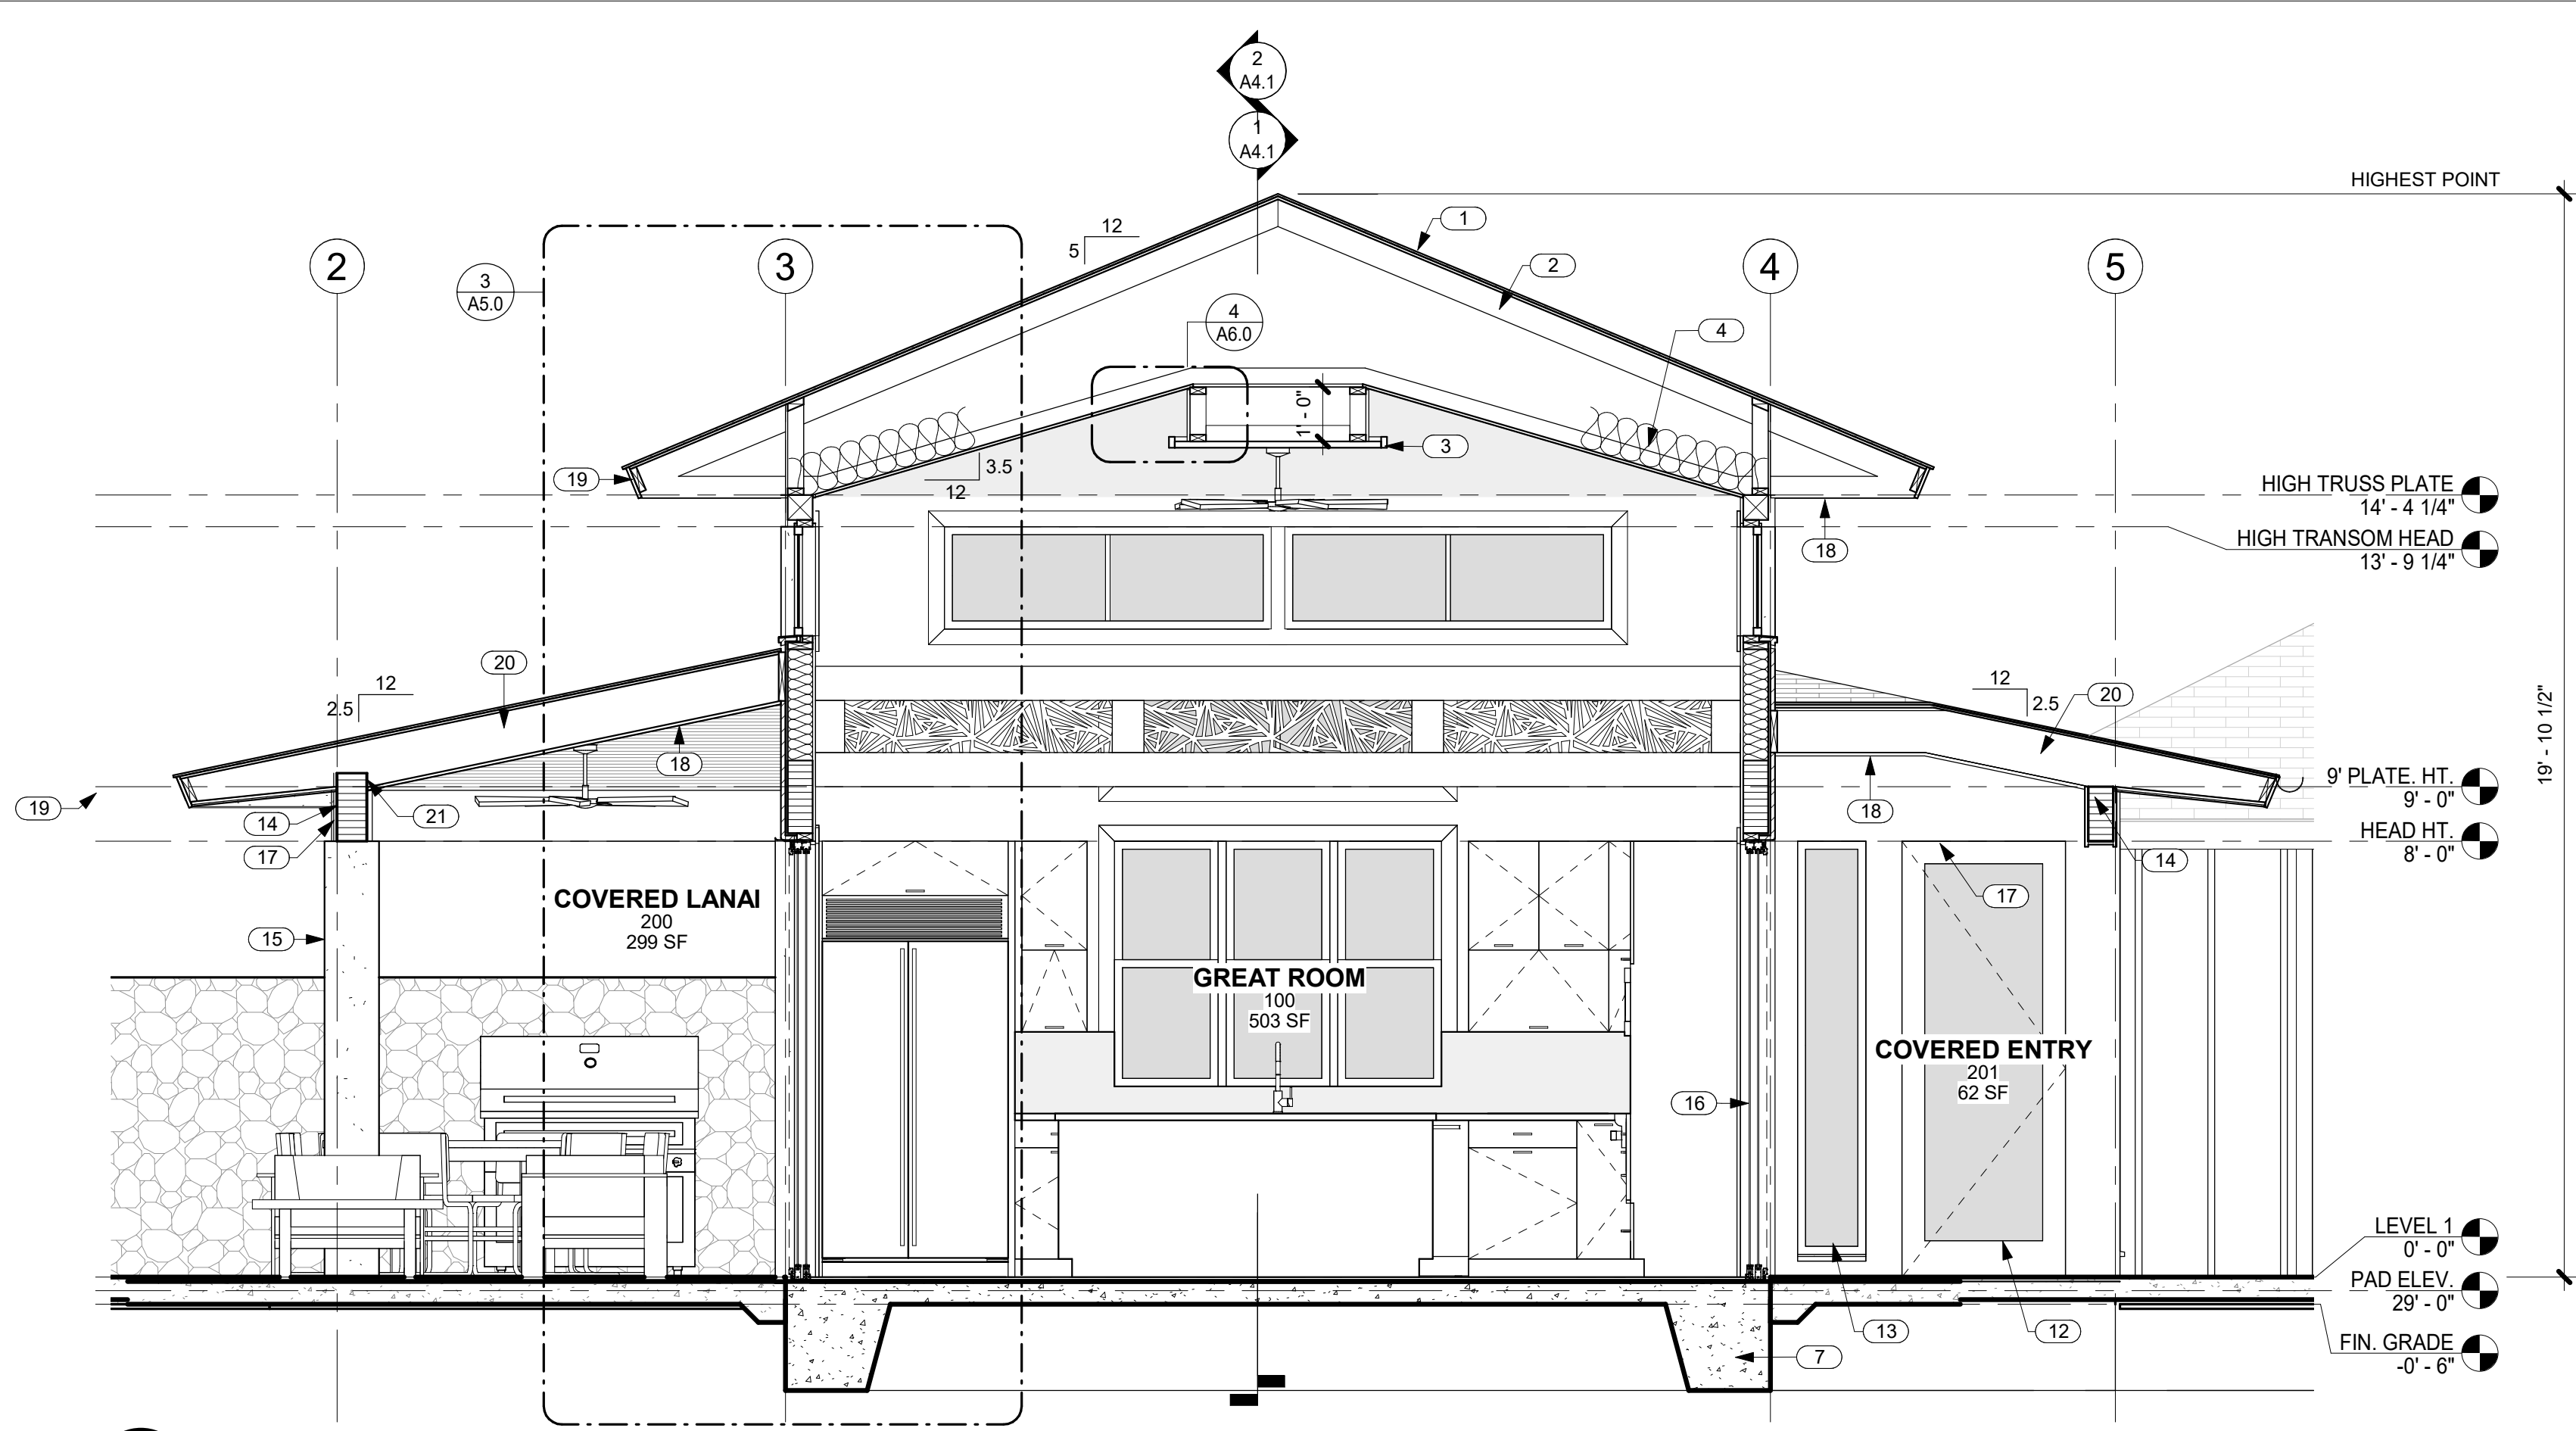 2
A4.1
1
A4.1
HIGHEST POINT
12
5
1
2
3
4
5
2
3
A5.0
4
A6.0
4
1' - 0"
3
3.5
12
19
HIGH TRUSS PLATE
14' - 4 1/4"
HIGH TRANSOM HEAD
13' - 9 1/4"
18
20
12
2.5
18
12
2.5
20
19' - 10 1/2"
19
14
21
17
18
9' PLATE. HT.
9' - 0"
HEAD HT.
8' - 0"
14
17
COVERED LANAI
200
299 SF
15
GREAT ROOM
100
503 SF
COVERED ENTRY
201
62 SF
16
LEVEL 1
0' - 0"
PAD ELEV.
29' - 0"
FIN. GRADE
-0' - 6"
13
12
7